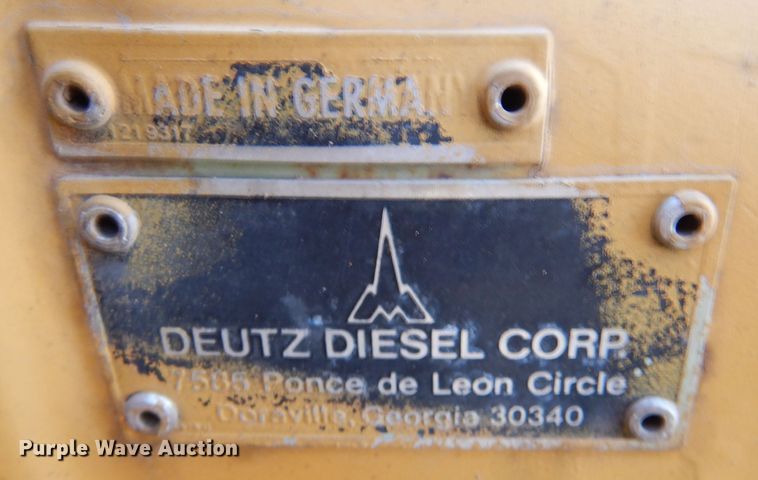 MADE IN GERMANY
1219317
DEUTZ DIESEL CORP.
7585 Ponce de Leon Circle
Doraville, Georgia 30340
Purple Wave Auction